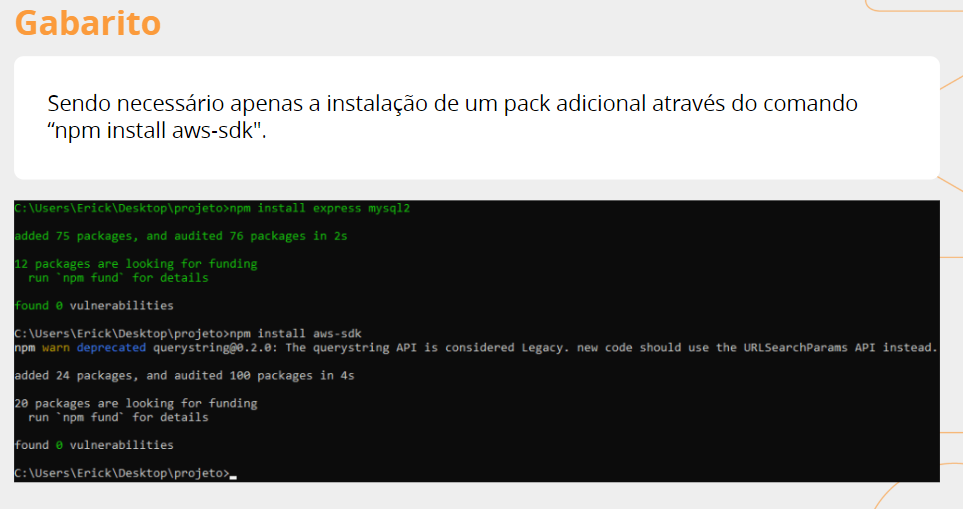 Gabarito
Sendo necessário apenas a instalação de um pack adicional através do comando
“npm install aws-sdk".
C:\Users\Erick\Desktop\projeto>npm install express mysql2
added 75 packages, and audited 76 packages in 2s
12 packages are looking for funding
run `npm fund` for details
found 0 vulnerabilities
C:\Users\Erick\Desktop\projeto>npm install aws-sdk
npm warn deprecated querystring@0.2.0: The querystring API is considered Legacy. new code should use the URLSearchParams API instead.
added 24 packages, and audited 100 packages in 4s
20 packages are looking for funding
run `npm fund` for details
found 0 vulnerabilities
C:\Users\Erick\Desktop\projeto>